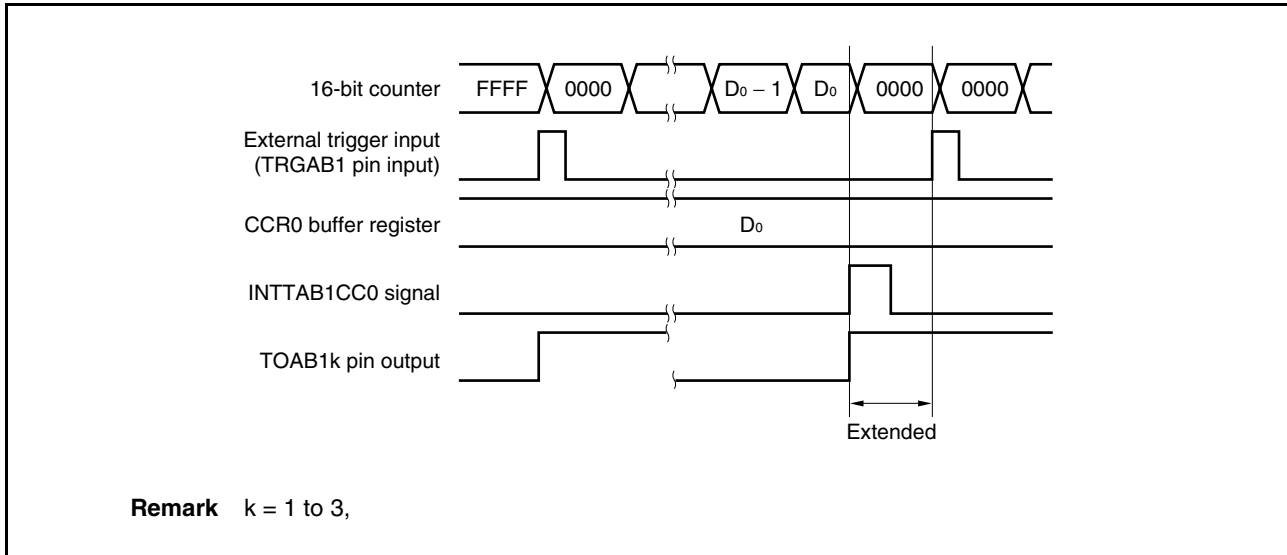 16-bit counter FFFF 0000 D0 − 1 D0 0000 0000
External trigger input
(TRGAB1 pin input)
CCR0 buffer register D0
INTTAB1CC0 signal
TOAB1k pin output
Extended
Remark k = 1 to 3,